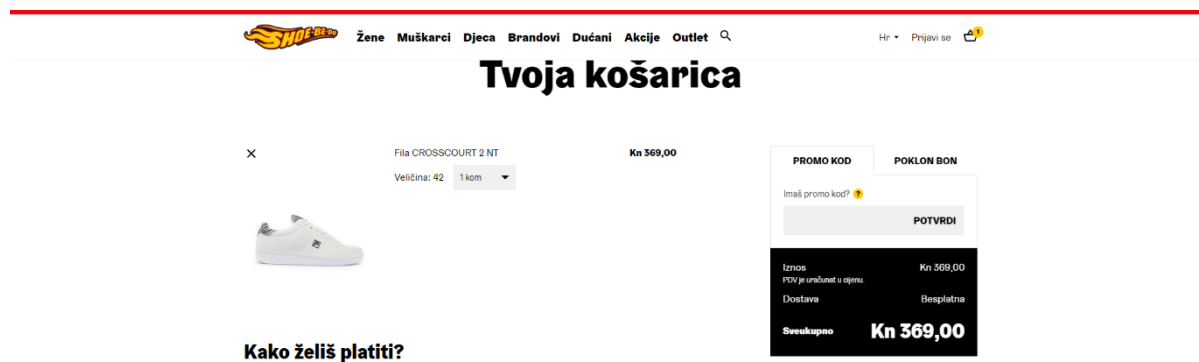 SHOE·BE·DO
Žene Muškarci Djeca Brandovi Dućani Akcije Outlet
Hr Prijavi se 1
Tvoja košarica
Fila CROSSCOURT 2 NT
Kn 369,00
Veličina: 42 1 kom
PROMO KOD POKLON BON
Imaš promo kod? ?
POTVRDI
Iznos Kn 369,00
PDV je uračunat u cijenu.
Dostava Besplatna
Sveukupno Kn 369,00
Kako želiš platiti?